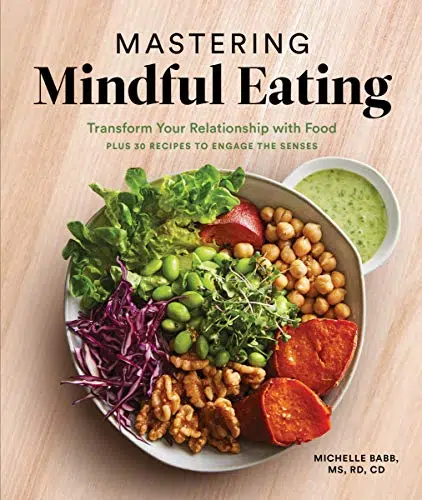 MASTERING
Mindful Eating
Transform Your Relationship with Food
PLUS 30 RECIPES TO ENGAGE THE SENSES
MICHELLE BABB,
MS, RD, CD